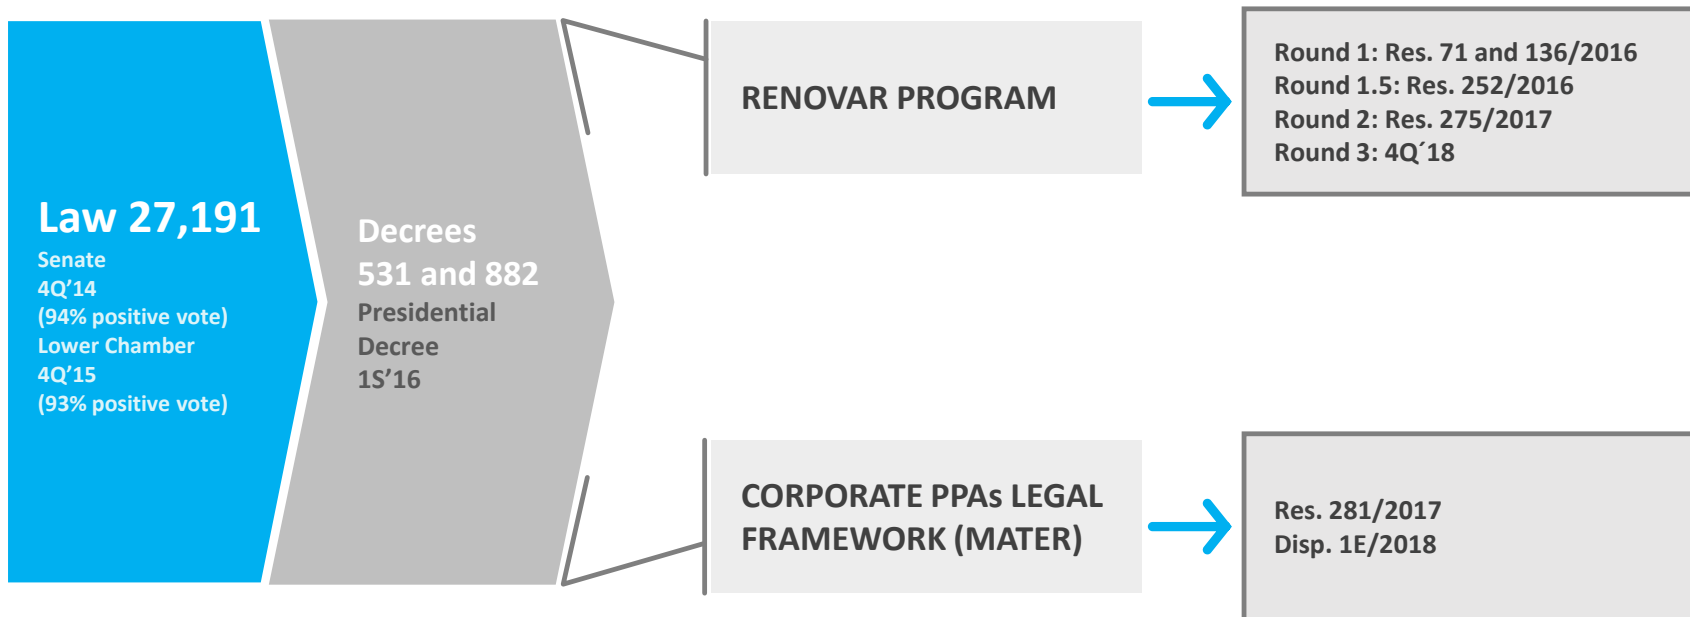 Law 27,191
Senate
4Q’14
(94% positive vote)
Lower Chamber
4Q’15
(93% positive vote)
Decrees
531 and 882
Presidential
Decree
1S’16
RENOVAR PROGRAM
Round 1: Res. 71 and 136/2016
Round 1.5: Res. 252/2016
Round 2: Res. 275/2017
Round 3: 4Q´18
CORPORATE PPAs LEGAL
FRAMEWORK (MATER)
Res. 281/2017
Disp. 1E/2018